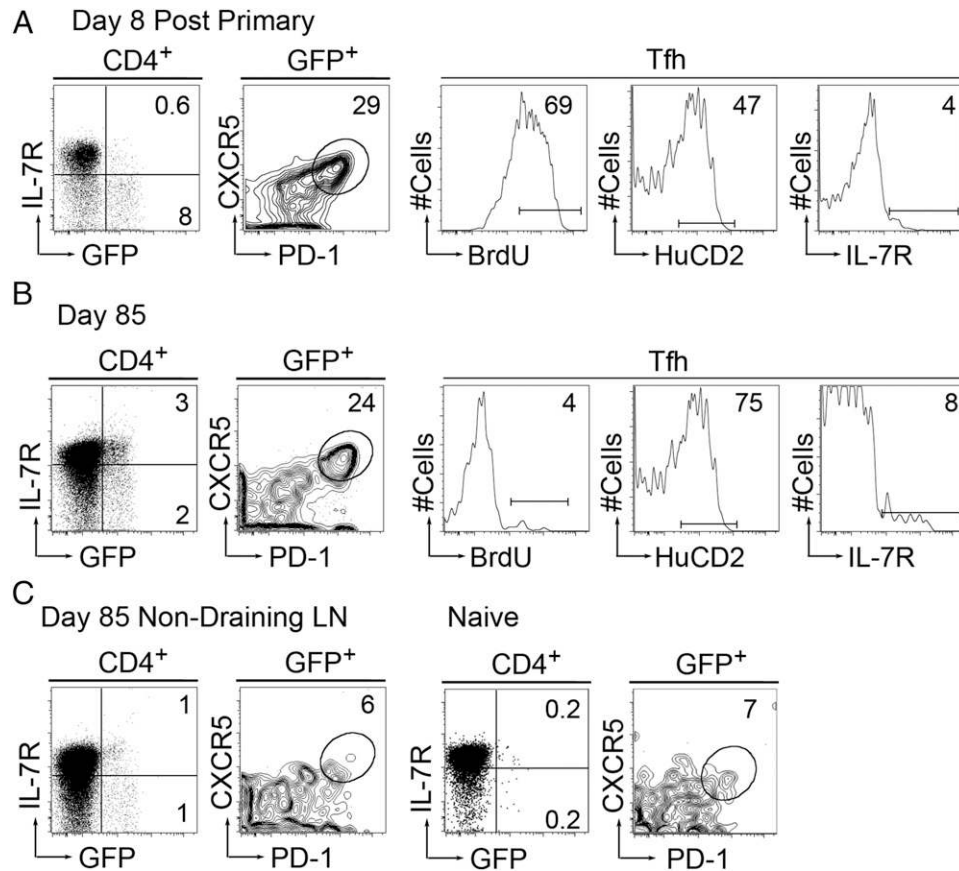 A Day 8 Post Primary
CD4+ GFP+ Tfh
0.6 29 69 47 4
IL-7R CXCR5 #Cells #Cells #Cells
8
GFP PD-1 BrdU HuCD2 IL-7R
B Day 85
CD4+ GFP+ Tfh
3 24 4 75 8
IL-7R CXCR5 #Cells #Cells #Cells
2
GFP PD-1 BrdU HuCD2 IL-7R
C Day 85 Non-Draining LN Naive
CD4+ GFP+ CD4+ GFP+
1 6 0.2 7
IL-7R CXCR5 IL-7R CXCR5
1 0.2
GFP PD-1 GFP PD-1